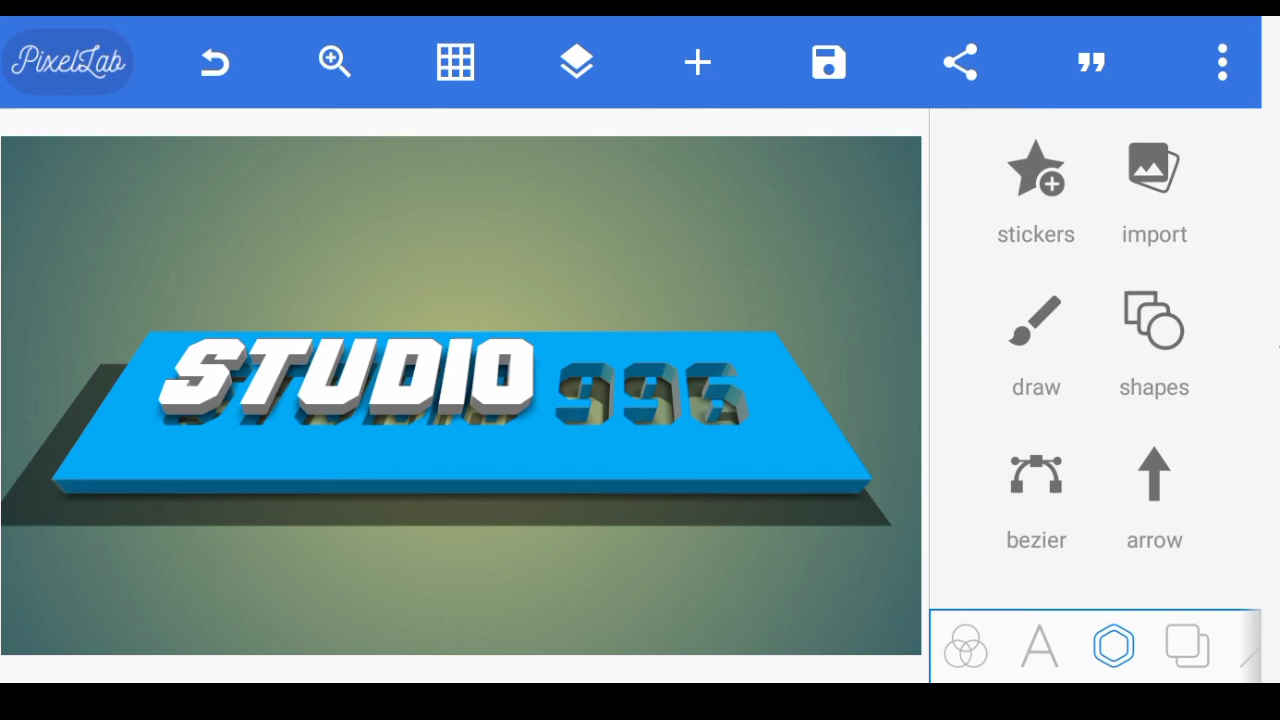 PixelLab
stickers import
STUDIO 996
draw shapes
bezier arrow